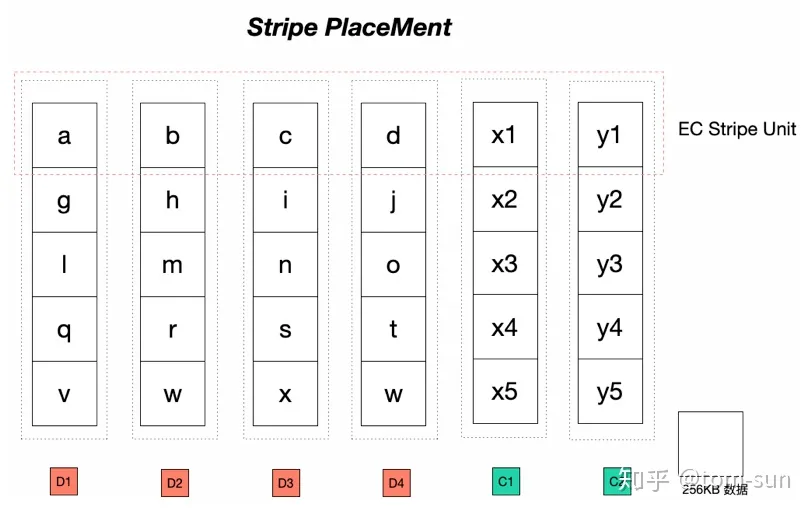 Stripe PlaceMent
a b c d x1 y1
EC Stripe Unit
g h i j x2 y2
l m n o x3 y3
q r s t x4 y4
v w x w x5 y5
D1 D2 D3 D4 C1 C2
知乎 @tom-sun
256KB 数据